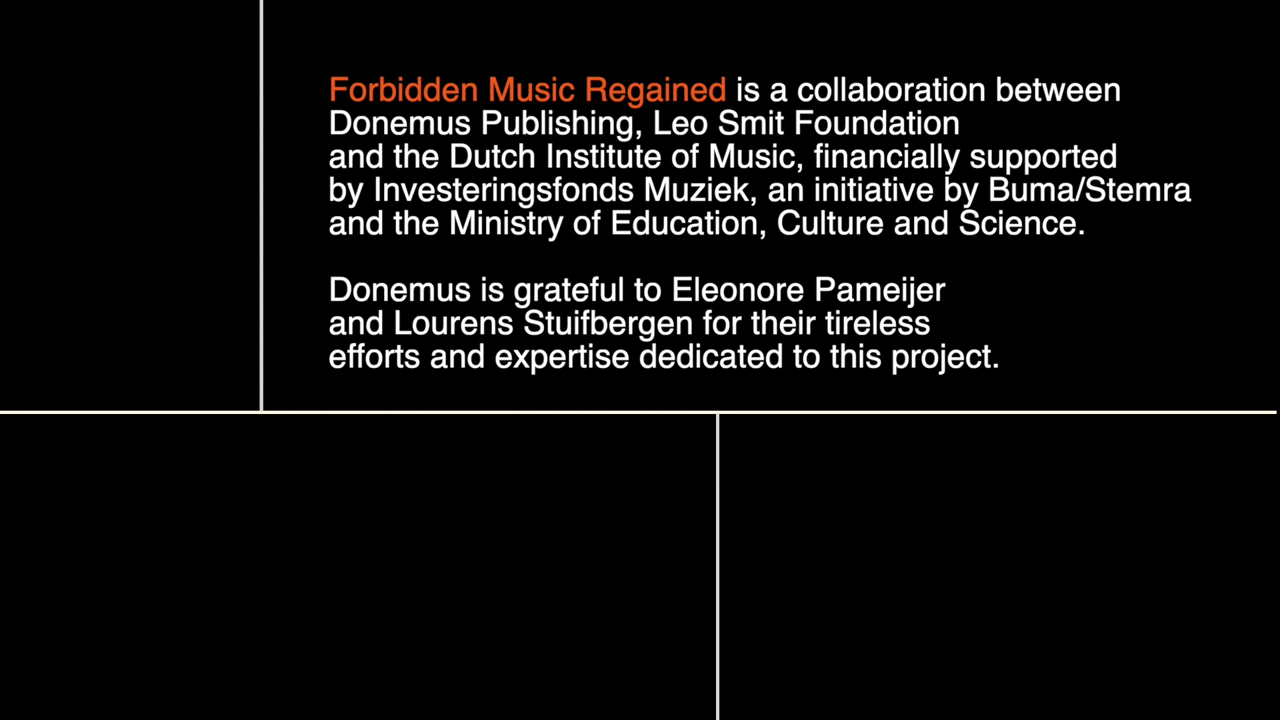 Forbidden Music Regained is a collaboration between
Donemus Publishing, Leo Smit Foundation
and the Dutch Institute of Music, financially supported
by Investeringsfonds Muziek, an initiative by Buma/Stemra
and the Ministry of Education, Culture and Science.
Donemus is grateful to Eleonore Pameijer
and Lourens Stuifbergen for their tireless
efforts and expertise dedicated to this project.